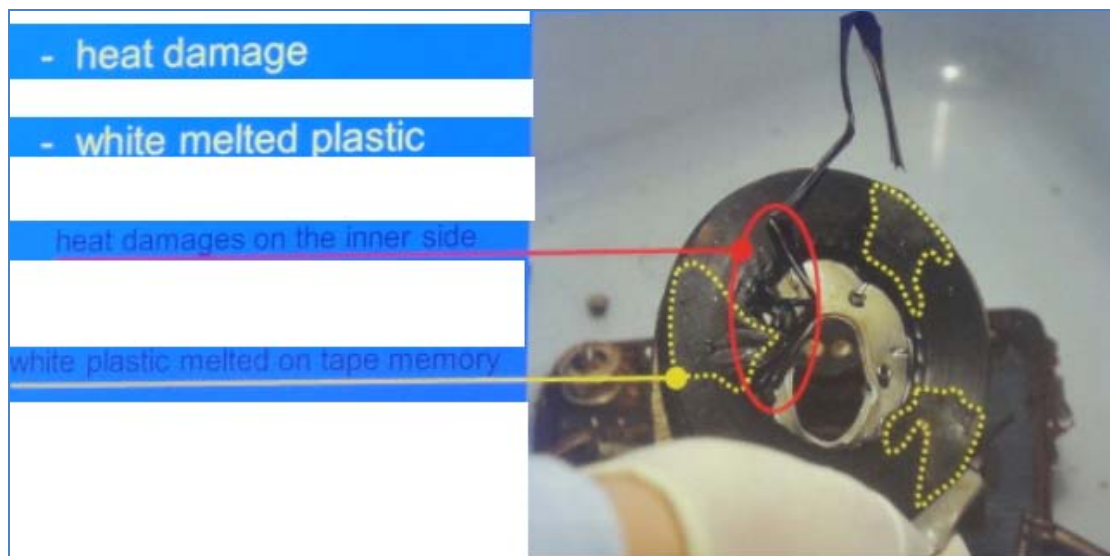 - heat damage
- white melted plastic
heat damages on the inner side
white plastic melted on tape memory